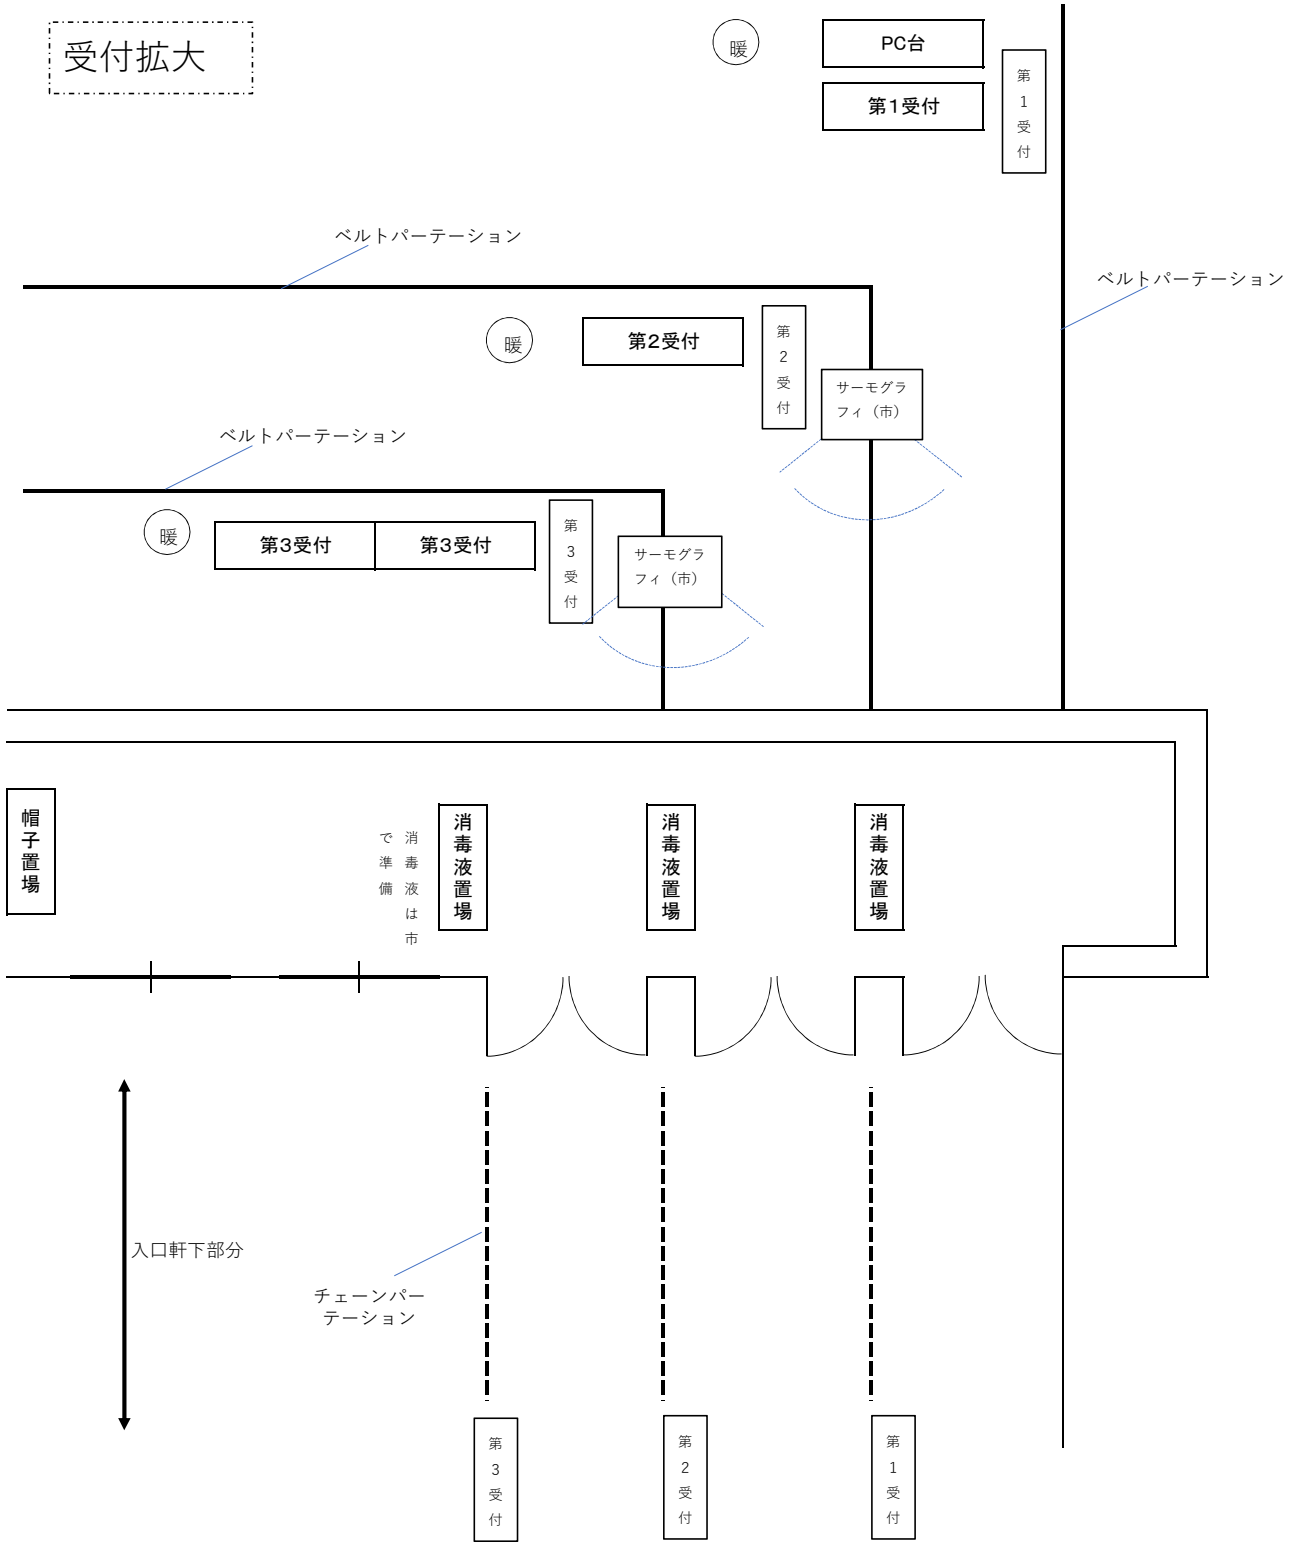 受付拡大
暖
PC台
第1受付
第1受付
ベルトパーテーション
ベルトパーテーション
暖
第2受付
第2受付
サーモグラ
フィ（市）
ベルトパーテーション
暖
第3受付
第3受付
第3受付
サーモグラ
フィ（市）
帽子置場
消毒液は市
で準備
消毒液置場
消毒液置場
消毒液置場
入口軒下部分
チェーンパー
テーション
第3受付
第2受付
第1受付